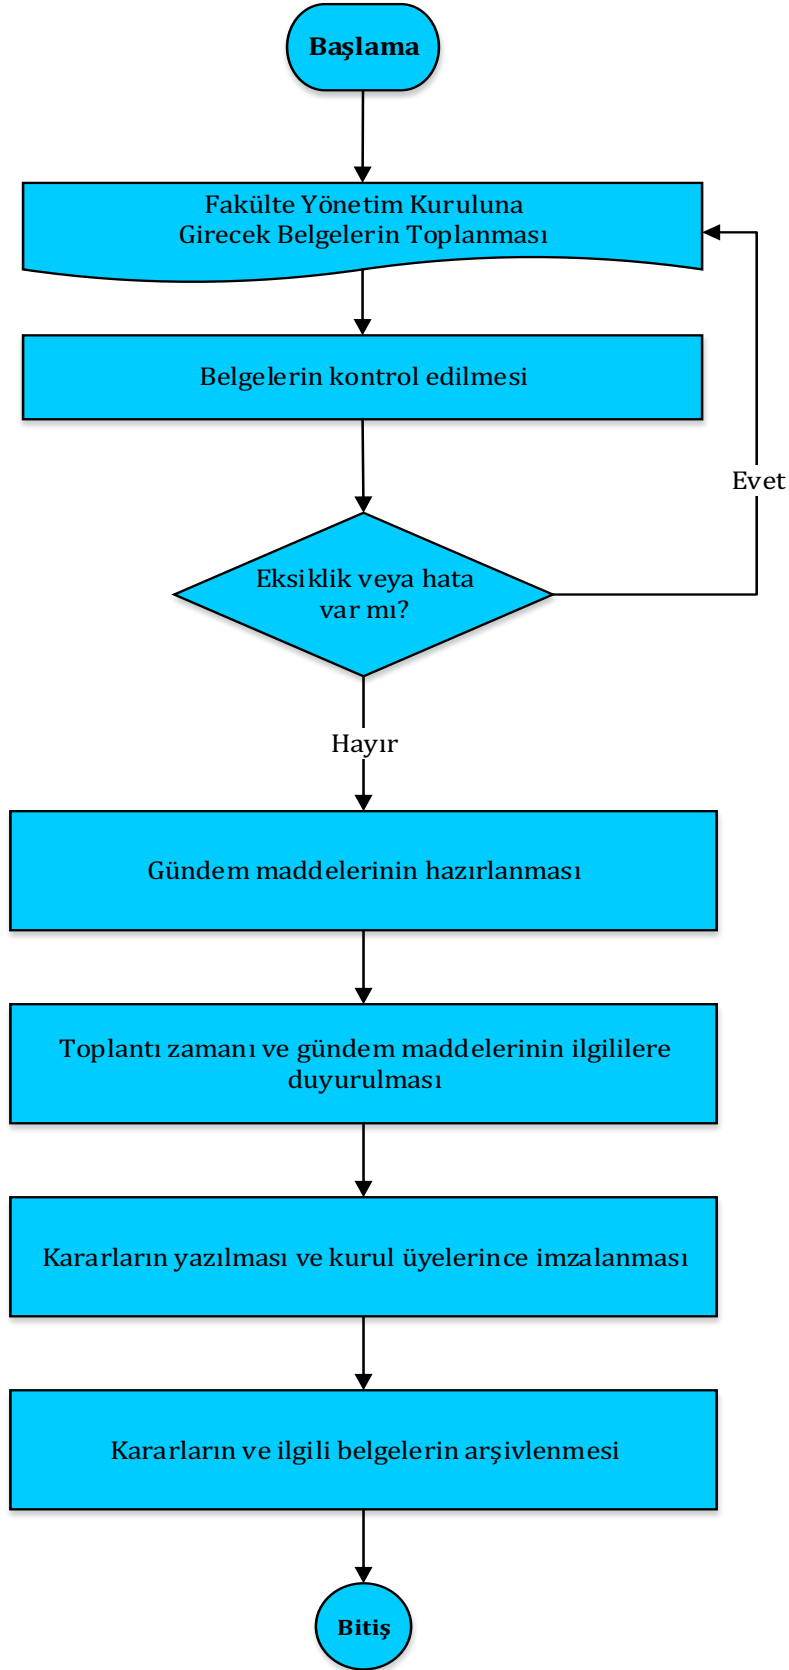 Başlama
Fakülte Yönetim Kuruluna
Girecek Belgelerin Toplanması
Belgelerin kontrol edilmesi
Evet
Eksiklik veya hata
var mı?
Hayır
Gündem maddelerinin hazırlanması
Toplantı zamanı ve gündem maddelerinin ilgililere
duyurulması
Kararların yazılması ve kurul üyelerince imzalanması
Kararların ve ilgili belgelerin arşivlenmesi
Bitiş